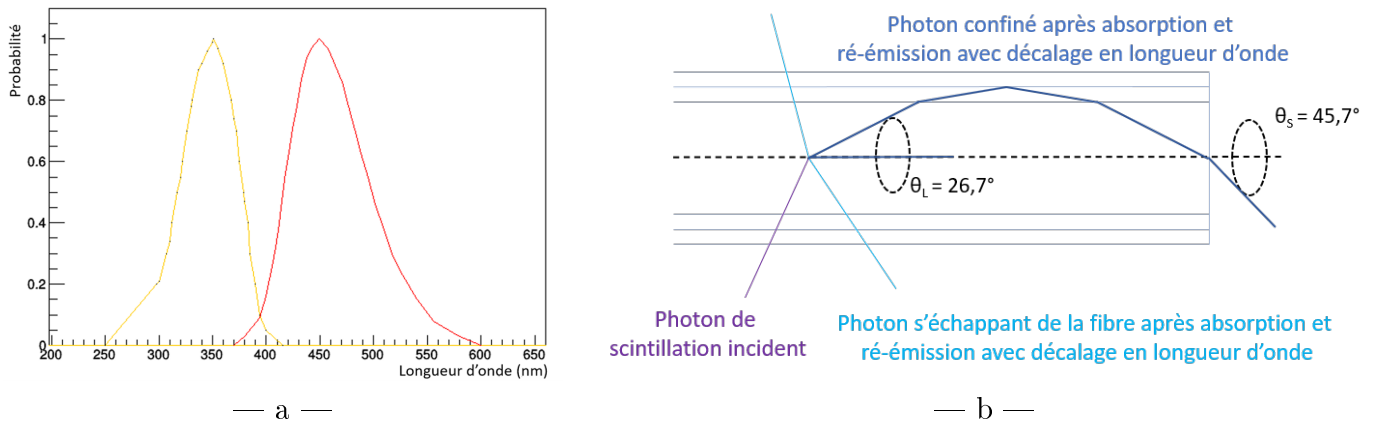 Probabilité
1
0.8
0.6
0.4
0.2
0
200 250 300 350 400 450 500 550 600 650
Longueur d'onde (nm)
— a —
Photon confiné après absorption et
ré-émission avec décalage en longueur d'onde
θS = 45,7°
θL = 26,7°
Photon de
scintillation incident
Photon s'échappant de la fibre après absorption et
ré-émission avec décalage en longueur d'onde
— b —